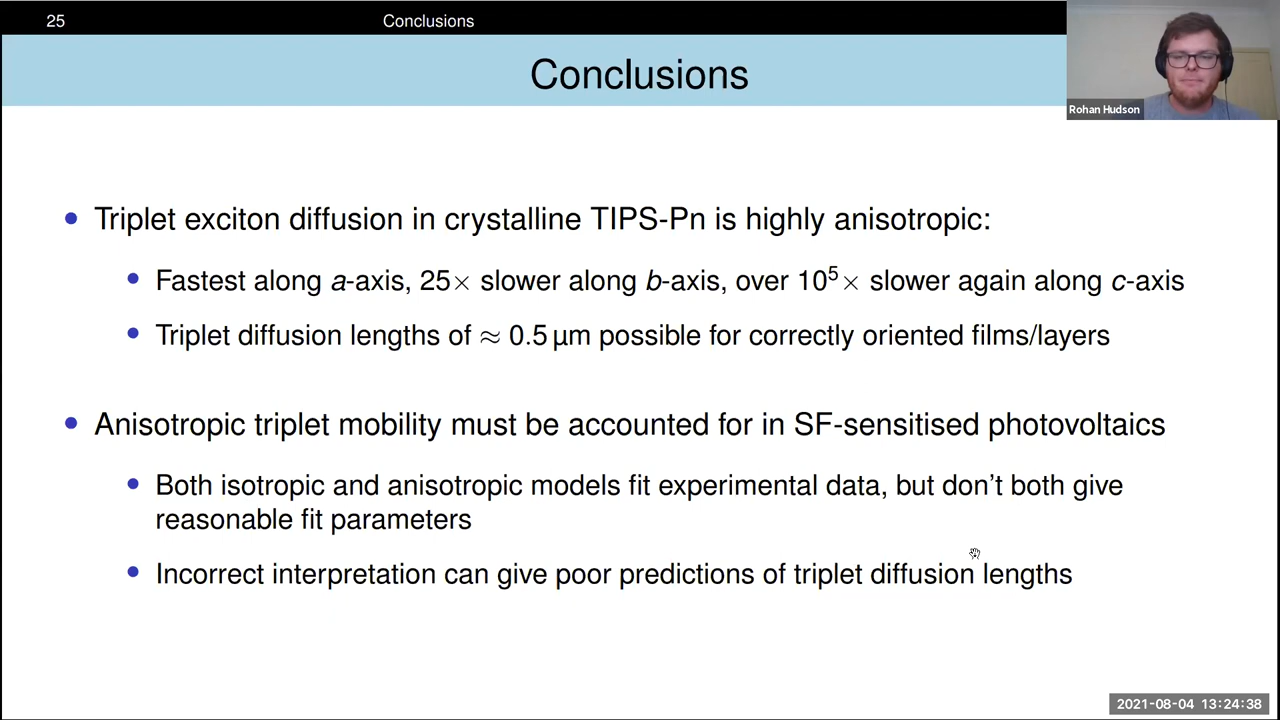 25 Conclusions
Conclusions
Rohan Hudson
• Triplet exciton diffusion in crystalline TIPS-Pn is highly anisotropic:
• Fastest along a-axis, 25× slower along b-axis, over 10⁵× slower again along c-axis
• Triplet diffusion lengths of ≈ 0.5 µm possible for correctly oriented films/layers
• Anisotropic triplet mobility must be accounted for in SF-sensitised photovoltaics
• Both isotropic and anisotropic models fit experimental data, but don’t both give
reasonable fit parameters
• Incorrect interpretation can give poor predictions of triplet diffusion lengths
2021-08-04 13:24:38